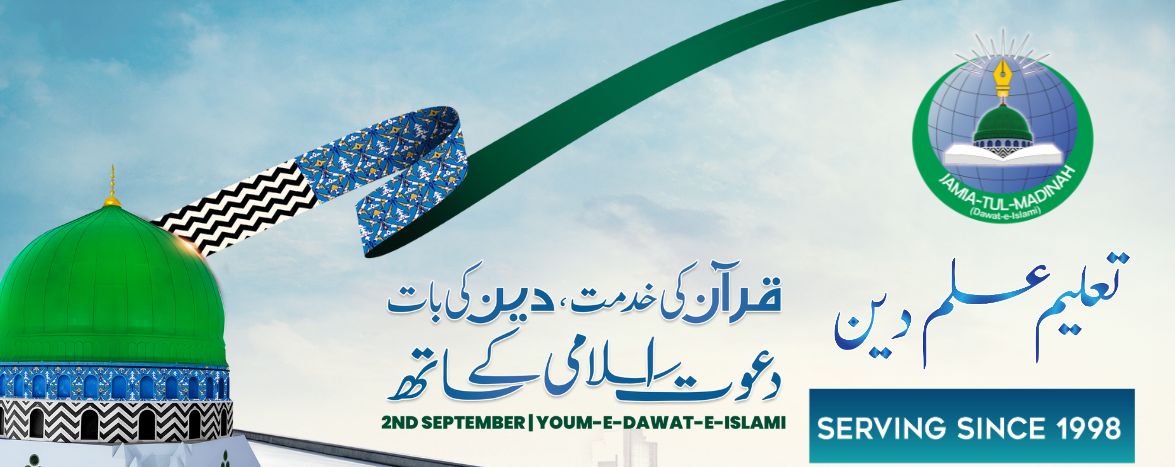 JAMIA-TUL-MADINAH
(Dawat-e-Islami)
قرآن کی خدمت، دین کی بات
دعوتِ اسلامی کے ساتھ
2ND SEPTEMBER | YOUM-E-DAWAT-E-ISLAMI
تعلیم علم دین
SERVING SINCE 1998